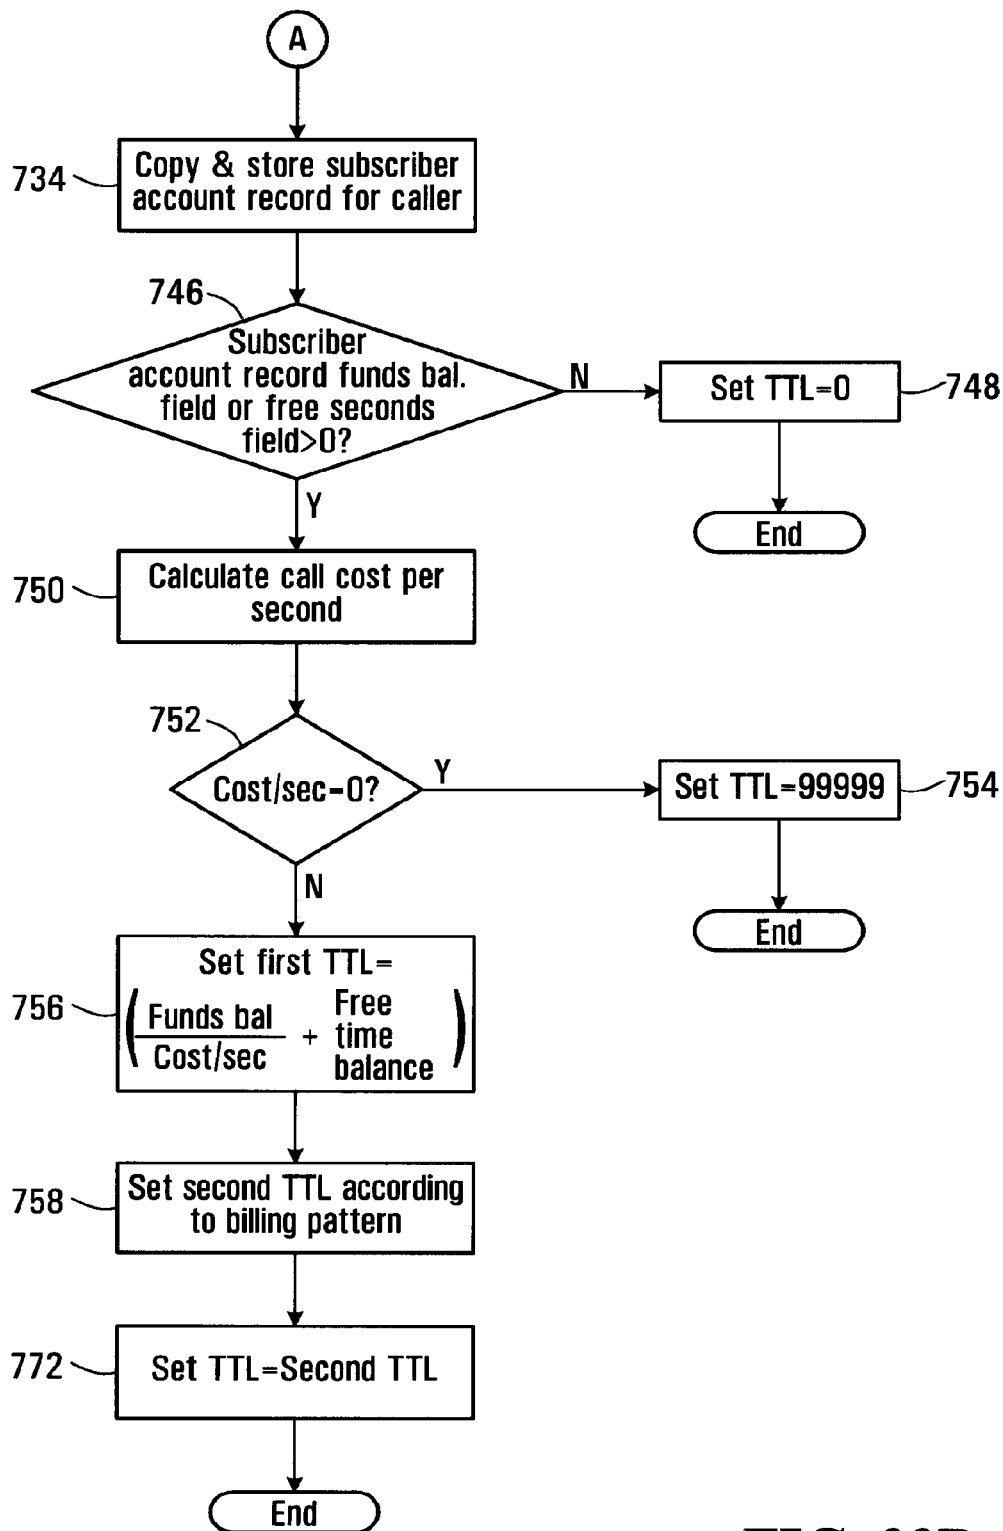 A
734
Copy & store subscriber
account record for caller
746
Subscriber
account record funds bal.
field or free seconds
field>0?
N
Set TTL=0
748
End
Y
750
Calculate call cost per
second
752
Cost/sec-0?
Y
Set TTL=99999
754
End
N
756
Set first TTL=
( Funds bal
Cost/sec
+
Free
time
balance )
758
Set second TTL according
to billing pattern
772
Set TTL=Second TTL
End